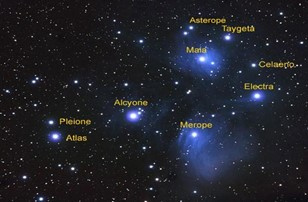 Asterope
Taygeta
Maia
Celaeno
Electra
Alcyone
Pleione
Merope
Atlas